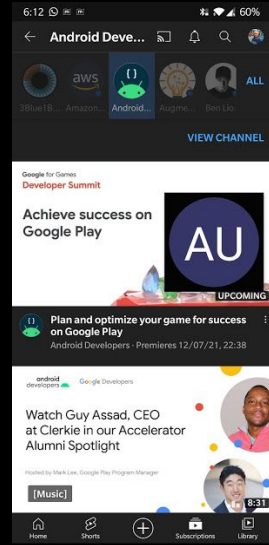 6:12
60%
Android Deve...
3Blue1B...
aws
Amazon...
Android...
Augme...
Ben Lio.
ALL
VIEW CHANNEL
Google for Games
Developer Summit
Achieve success on
Google Play
AU
UPCOMING
Plan and optimize your game for success
on Google Play
Android Developers · Premieres 12/07/21, 22:38
android
developers
Google Developers
Watch Guy Assad, CEO
at Clerkie in our Accelerator
Alumni Spotlight
Hosted by Mark Lee, Google Play Program Manager
[Music]
8:31
Home
Shorts
Subscriptions
Library